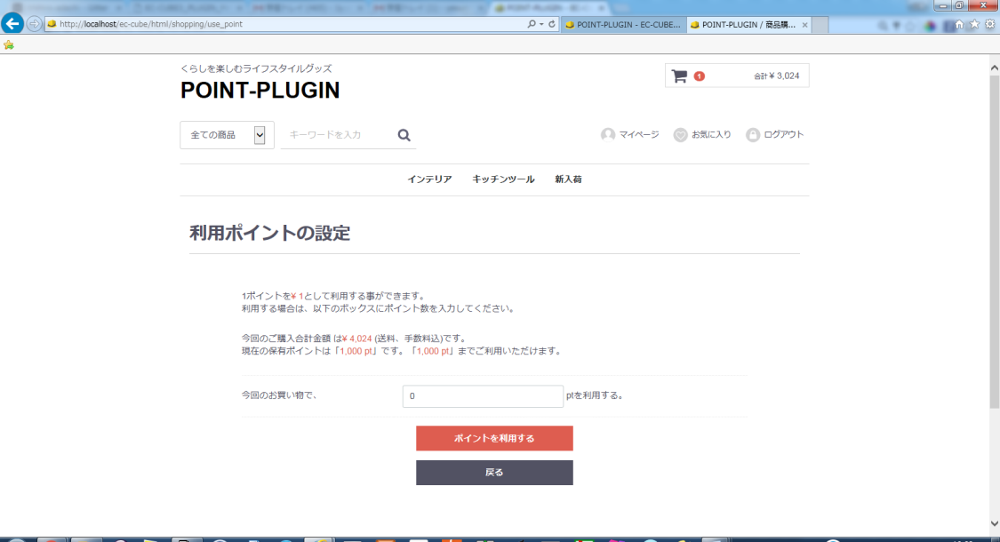 http://localhost/ec-cube/html/shopping/use_point
POINT-PLUGIN - EC-CUBE...
POINT-PLUGIN / 商品購...
くらしを楽しむライフスタイルグッズ
POINT-PLUGIN
1
合計 ¥ 3,024
全ての商品
キーワードを入力
マイページ
お気に入り
ログアウト
インテリア
キッチンツール
新入荷
利用ポイントの設定
1ポイントを¥ 1として利用する事ができます。
利用する場合は、以下のボックスにポイント数を入力してください。
今回のご購入合計金額 は¥ 4,024 (送料、手数料込)です。
現在の保有ポイントは「1,000 pt」です。「1,000 pt」までご利用いただけます。
今回のお買い物で、
0
ptを利用する。
ポイントを利用する
戻る